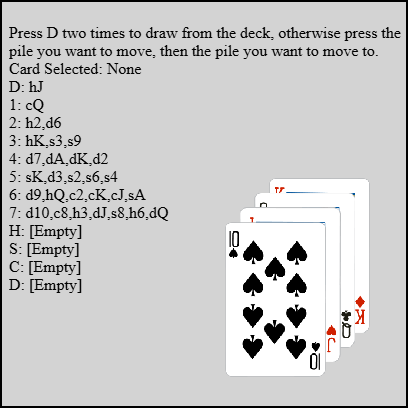 Press D two times to draw from the deck, otherwise press the
pile you want to move, then the pile you want to move to.
Card Selected: None
D: hJ
1: cQ
2: h2,d6
3: hK,s3,s9
4: d7,dA,dK,d2
5: sK,d3,s2,s6,s4
6: d9,hQ,c2,cK,cJ,sA
7: d10,c8,h3,dJ,s8,h6,dQ
H: [Empty]
S: [Empty]
C: [Empty]
D: [Empty]
K
J
10
K
Q
J
10